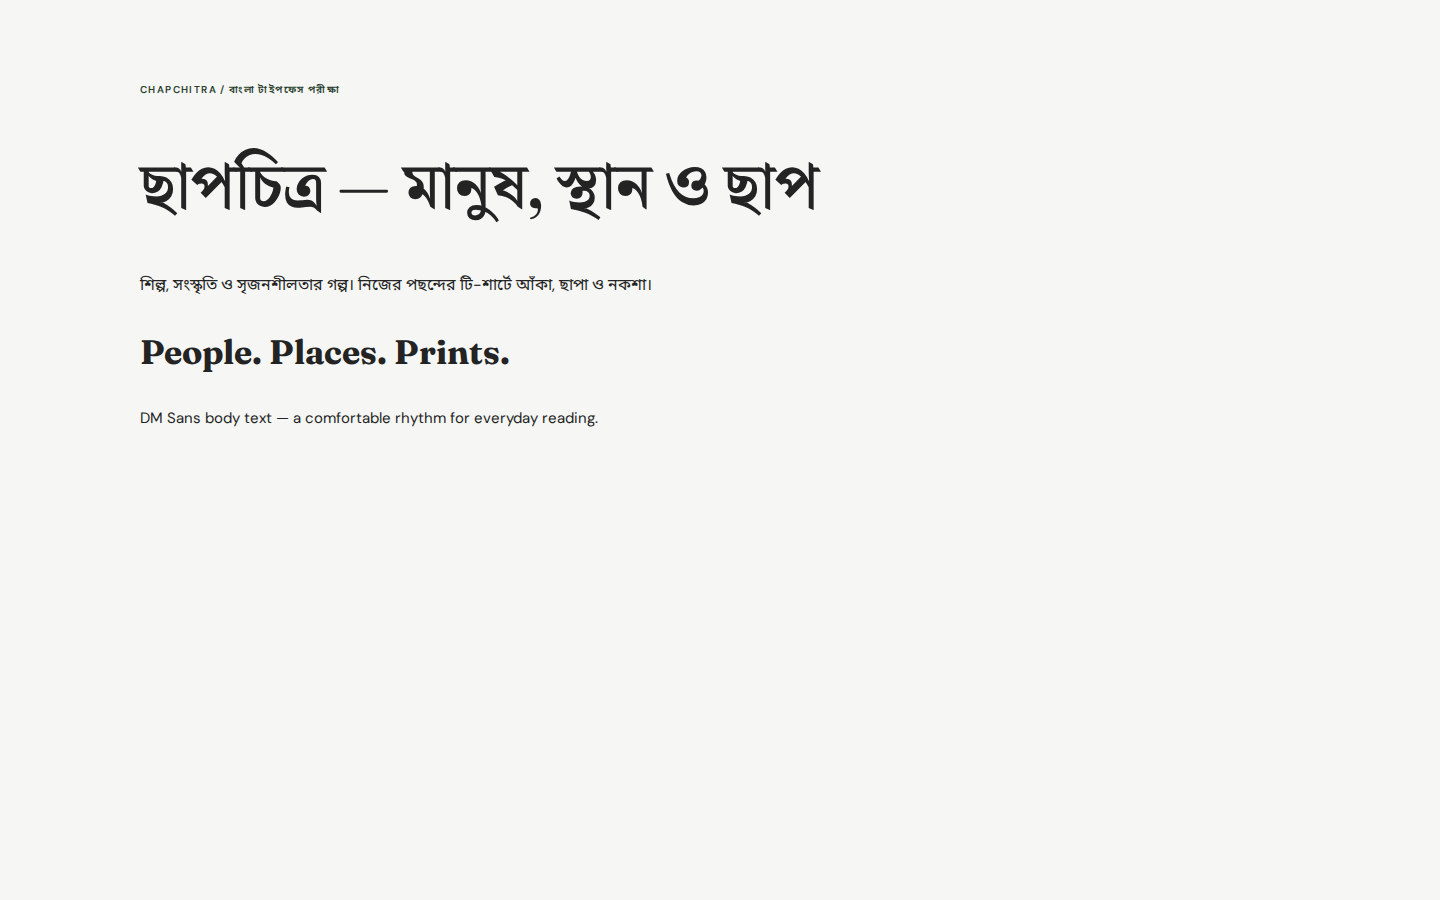 CHAPCHITRA / বাংলা টাইপফেস পরীক্ষা
ছাপচিত্র — মানুষ, স্থান ও ছাপ
শিল্প, সংস্কৃতি ও সৃজনশীলতার গল্প। নিজের পছন্দের টি-শার্টে আঁকা, ছাপা ও নকশা।
People. Places. Prints.
DM Sans body text — a comfortable rhythm for everyday reading.